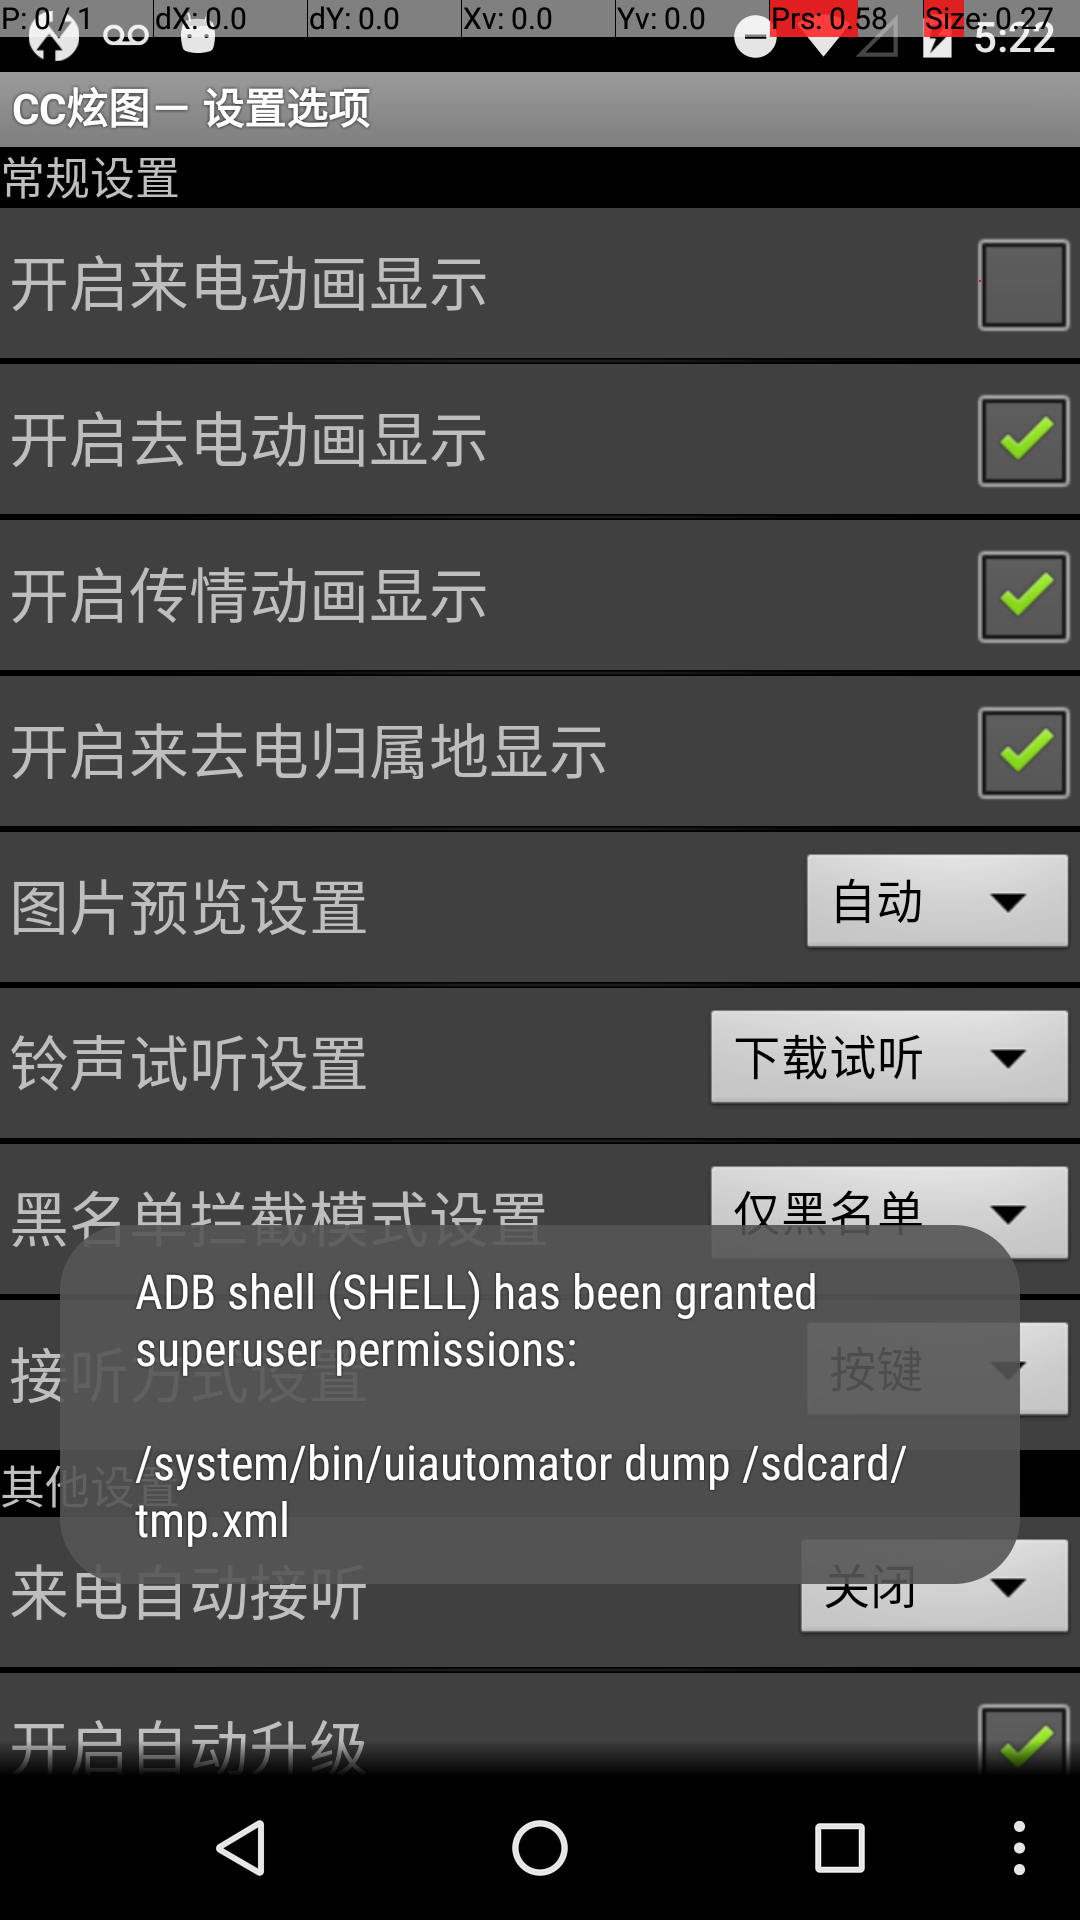 P: 0 / 1 dX: 0.0 dY: 0.0 Xv: 0.0 Yv: 0.0 Prs: 0.58 Size: 0.27
5:22
CC炫图－ 设置选项
常规设置
开启来电动画显示
开启去电动画显示
开启传情动画显示
开启来去电归属地显示
图片预览设置 自动
铃声试听设置 下载试听
黑名单拦截模式设置 仅黑名单
接听方式设置 按键
ADB shell (SHELL) has been granted
superuser permissions:
/system/bin/uiautomator dump /sdcard/
tmp.xml
其他设置
来电自动接听 关闭
开启自动升级